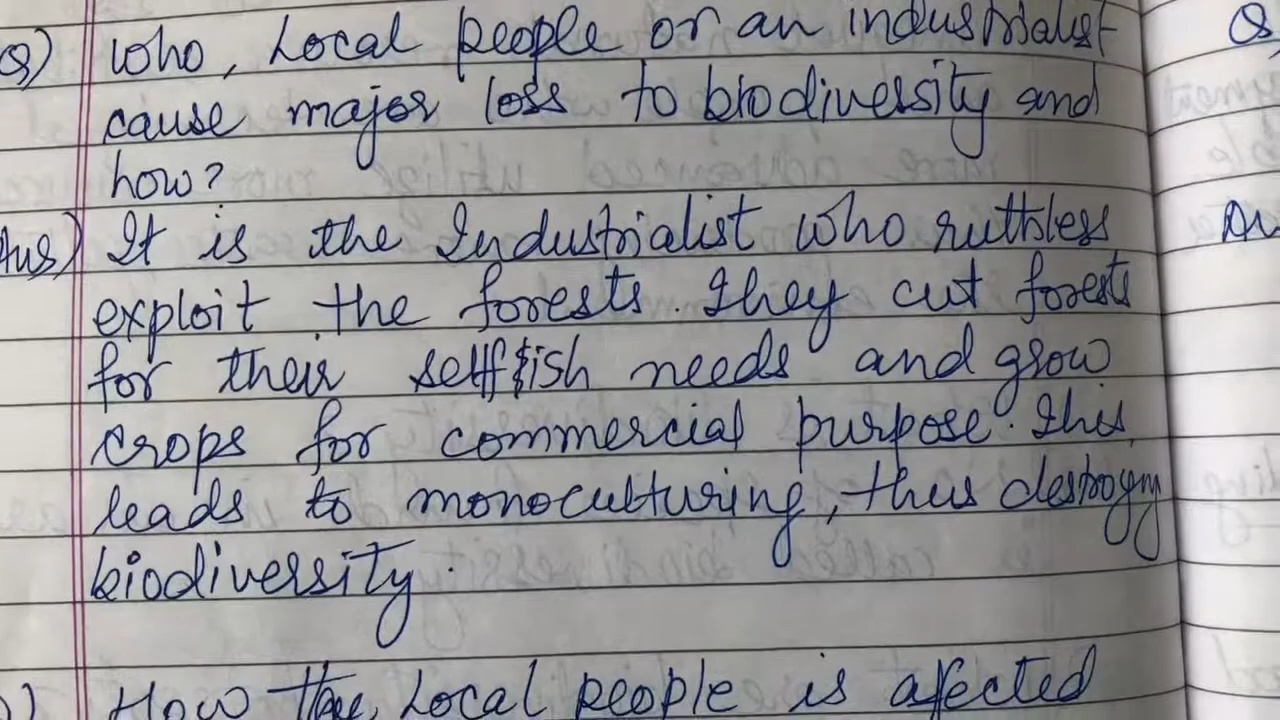 Q) Who, Local people or an industrialist
cause major loss to biodiversity and
how?
Ans) It is the Industrialist who ruthless
exploit the forests. They cut forests
for their selfish needs and grow
crops for commercial purpose. This
leads to monoculturing, thus destroyin
biodiversity.
How the Local people is affected
Q
An